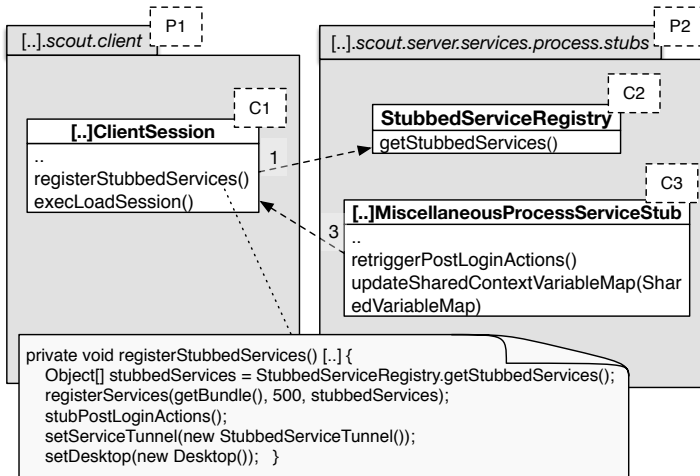 P1
[..].scout.client
P2
[..].scout.server.services.process.stubs
C1
[..]ClientSession
..
registerStubbedServices()
execLoadSession()
1
C2
StubbedServiceRegistry
getStubbedServices()
C3
3
[..]MiscellaneousProcessServiceStub
..
retriggerPostLoginActions()
updateSharedContextVariableMap(Shar
edVariableMap)
private void registerStubbedServices() [..] {
Object[] stubbedServices = StubbedServiceRegistry.getStubbedServices();
registerServices(getBundle(), 500, stubbedServices);
stubPostLoginActions();
setServiceTunnel(new StubbedServiceTunnel());
setDesktop(new Desktop()); }